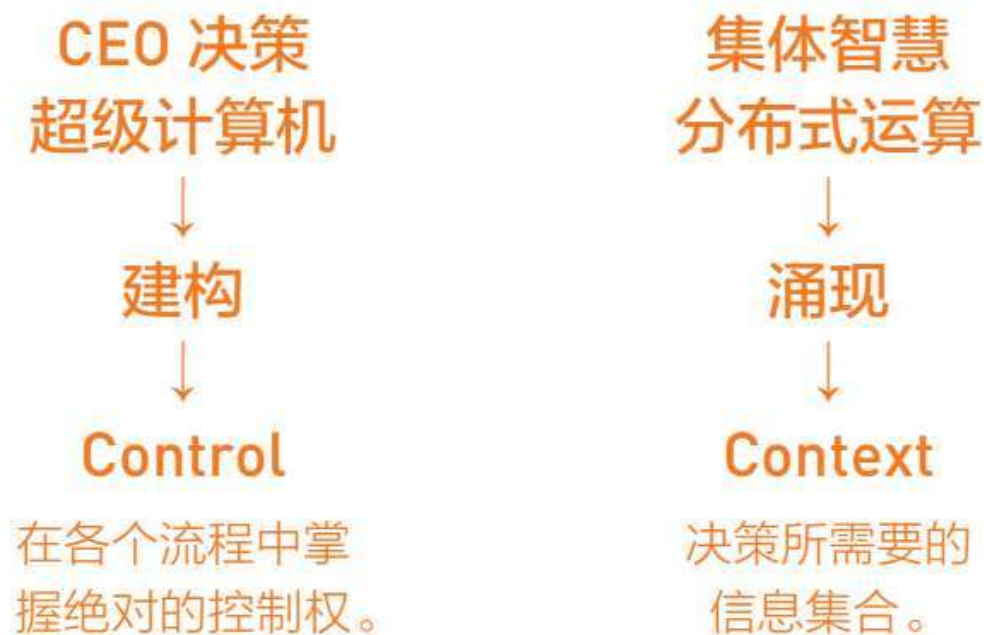 CEO 决策
超级计算机
↓
建构
↓
Control
在各个流程中掌
握绝对的控制权。
集体智慧
分布式运算
↓
涌现
↓
Context
决策所需要的
信息集合。